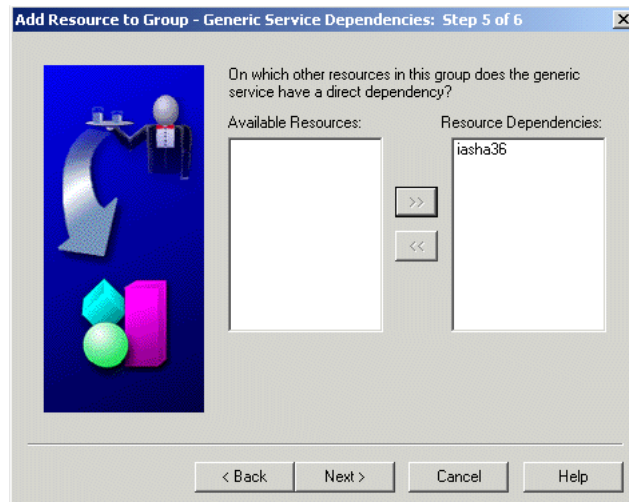 Add Resource to Group - Generic Service Dependencies: Step 5 of 6
On which other resources in this group does the generic
service have a direct dependency?
Available Resources:
Resource Dependencies:
iasha36
>>
<<
< Back
Next >
Cancel
Help